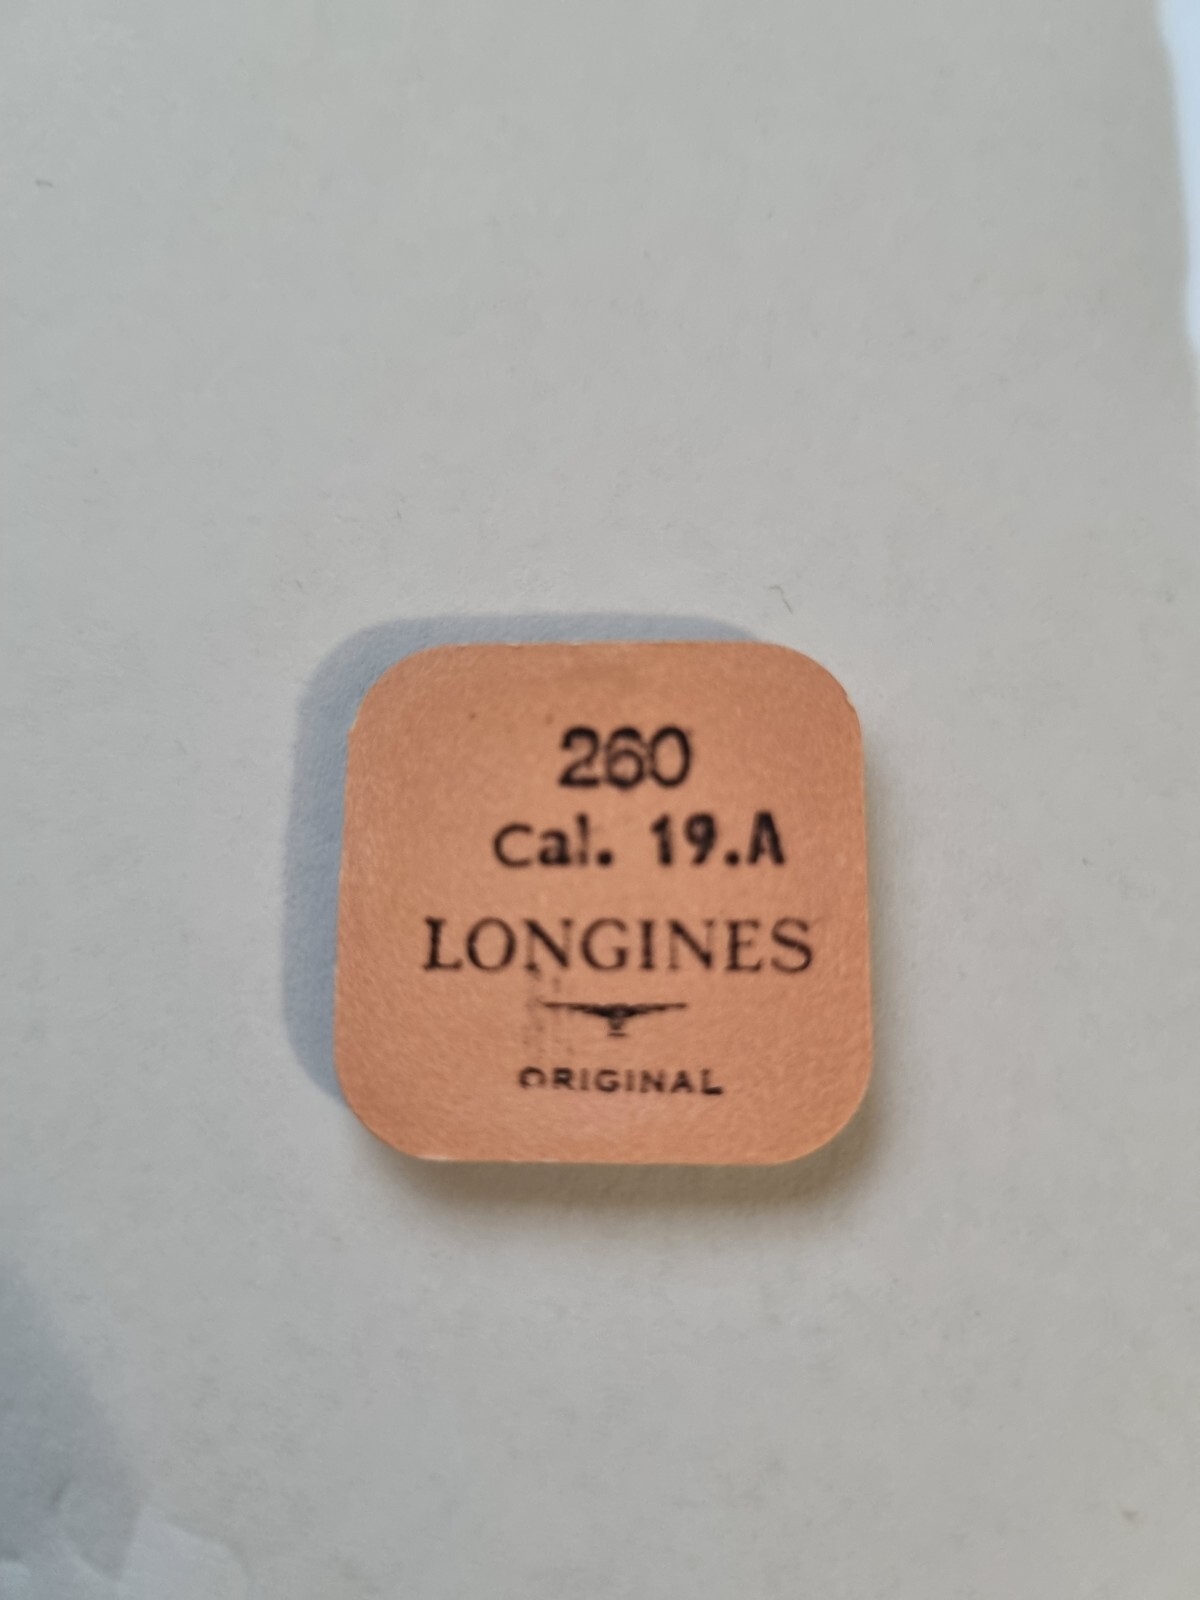 260
Cal. 19.A
LONGINES
ORIGINAL